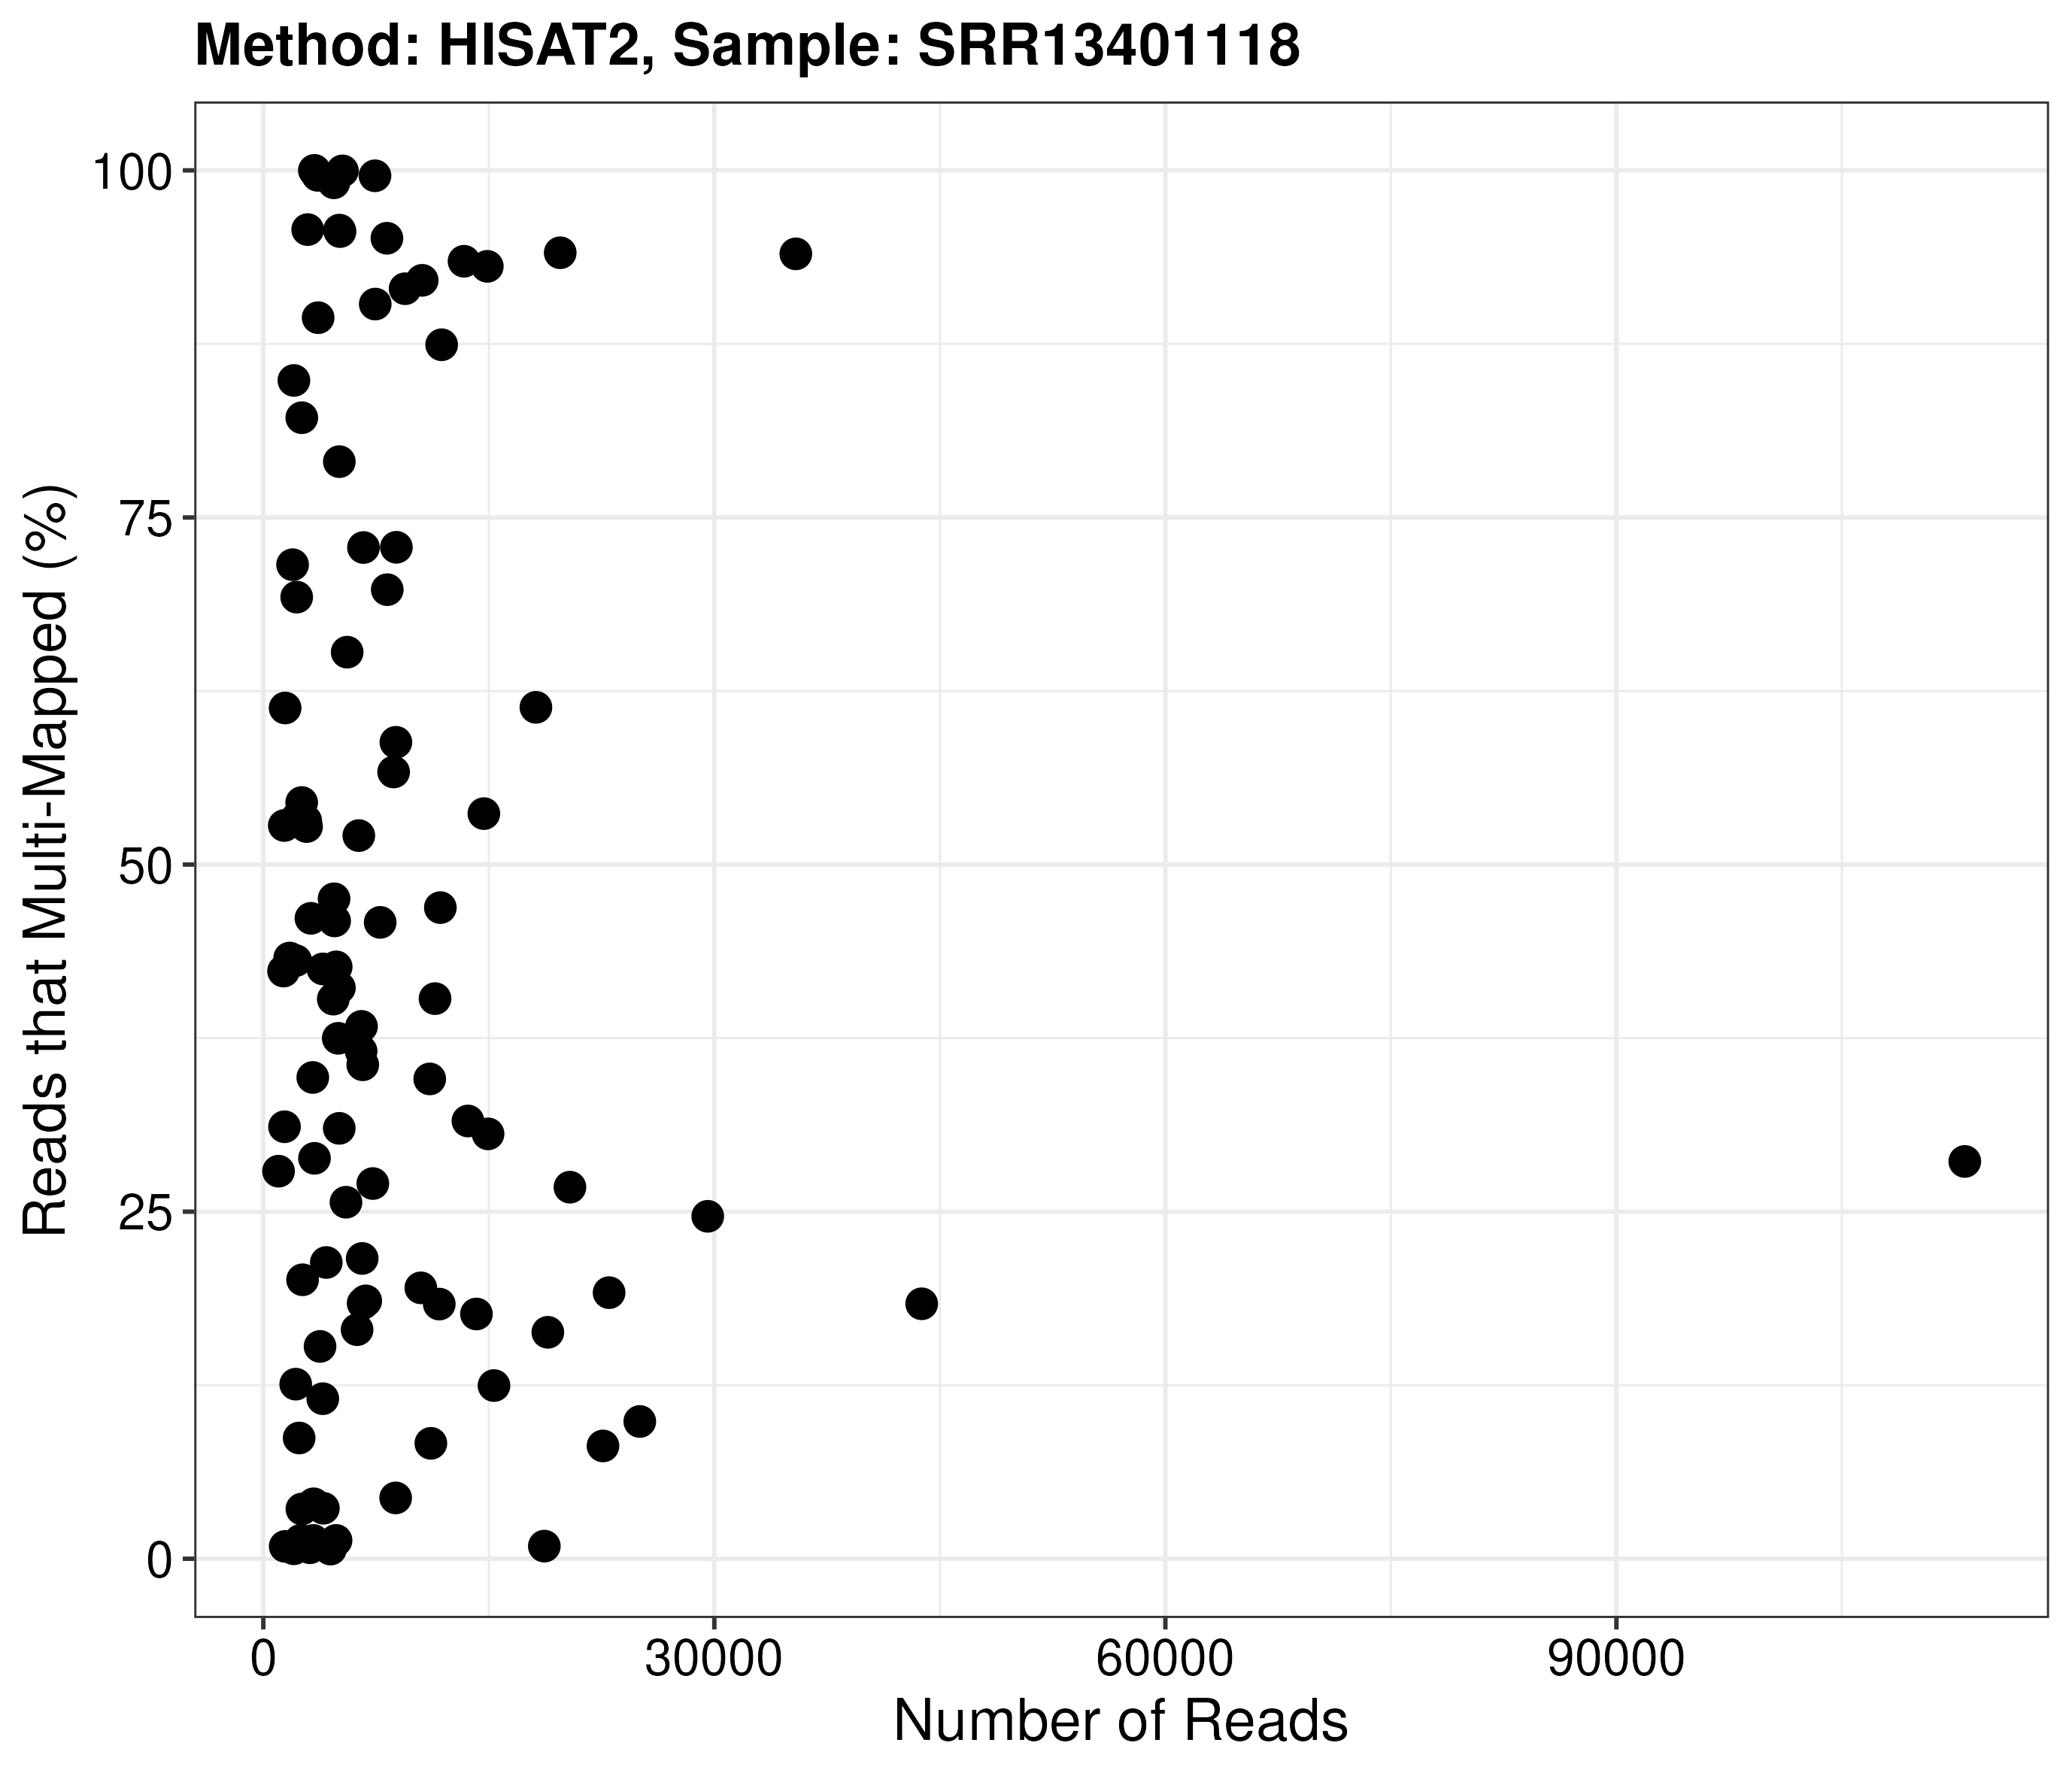 Method: HISAT2, Sample: SRR13401118
Reads that Multi-Mapped (%)
100
75
50
25
0
0 30000 60000 90000
Number of Reads